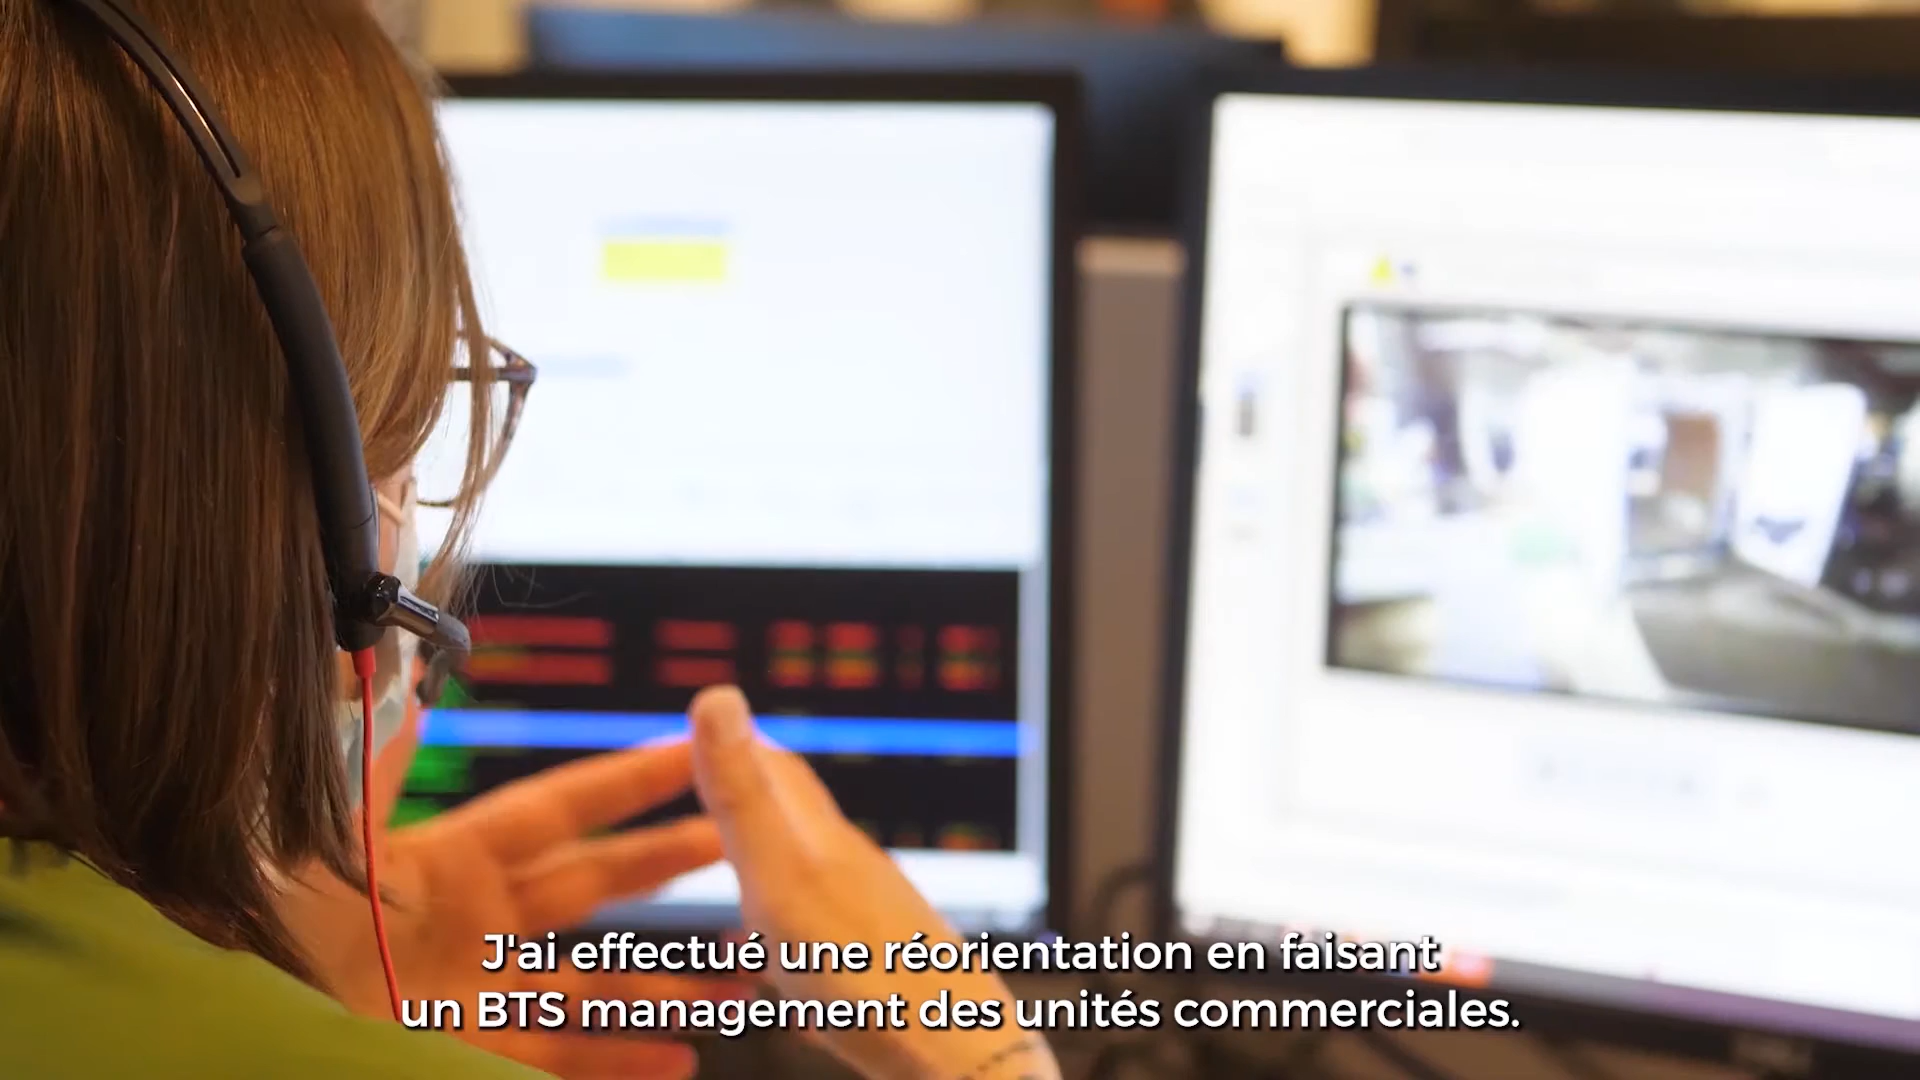 J'ai effectué une réorientation en faisant
un BTS management des unités commerciales.